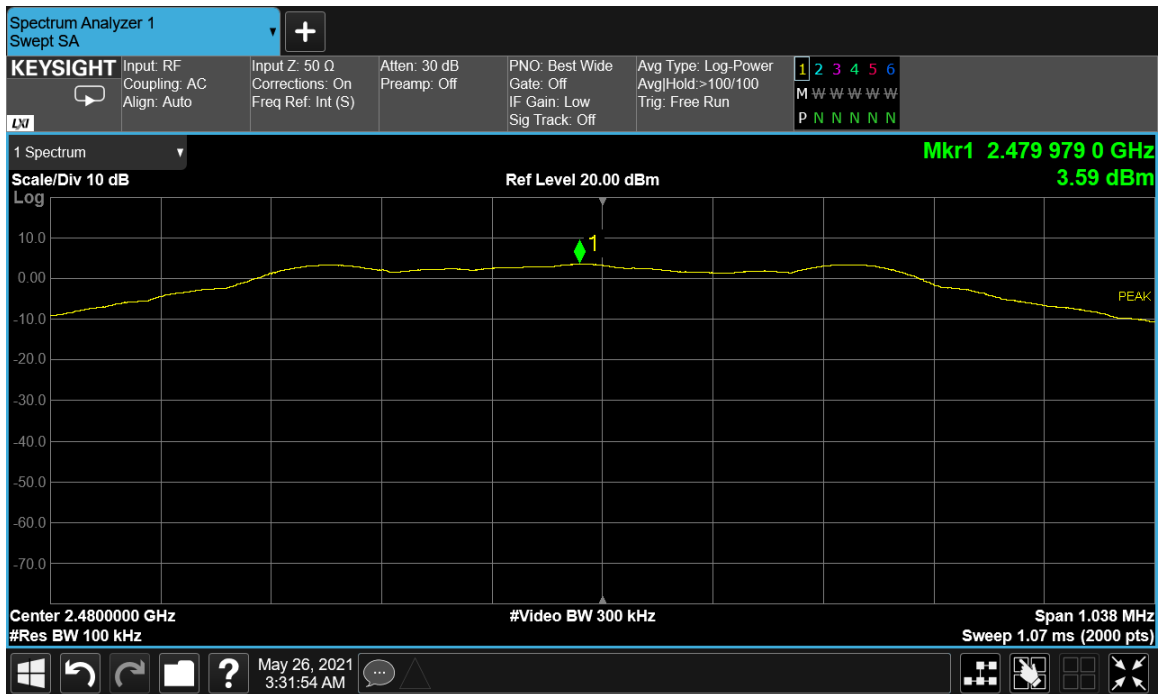 Spectrum Analyzer 1
Swept SA
KEYSIGHT
LXI
Input: RF
Coupling: AC
Align: Auto
Input Z: 50 Ω
Corrections: On
Freq Ref: Int (S)
Atten: 30 dB
Preamp: Off
PNO: Best Wide
Gate: Off
IF Gain: Low
Sig Track: Off
Avg Type: Log-Power
Avg|Hold:>100/100
Trig: Free Run
1 2 3 4 5 6
M W W W W W
P N N N N N
1 Spectrum
Mkr1 2.479 979 0 GHz
3.59 dBm
Scale/Div 10 dB
Ref Level 20.00 dBm
Log
10.0
0.00
-10.0
-20.0
-30.0
-40.0
-50.0
-60.0
-70.0
1
PEAK
Center 2.4800000 GHz
#Video BW 300 kHz
Span 1.038 MHz
#Res BW 100 kHz
Sweep 1.07 ms (2000 pts)
?
May 26, 2021
3:31:54 AM